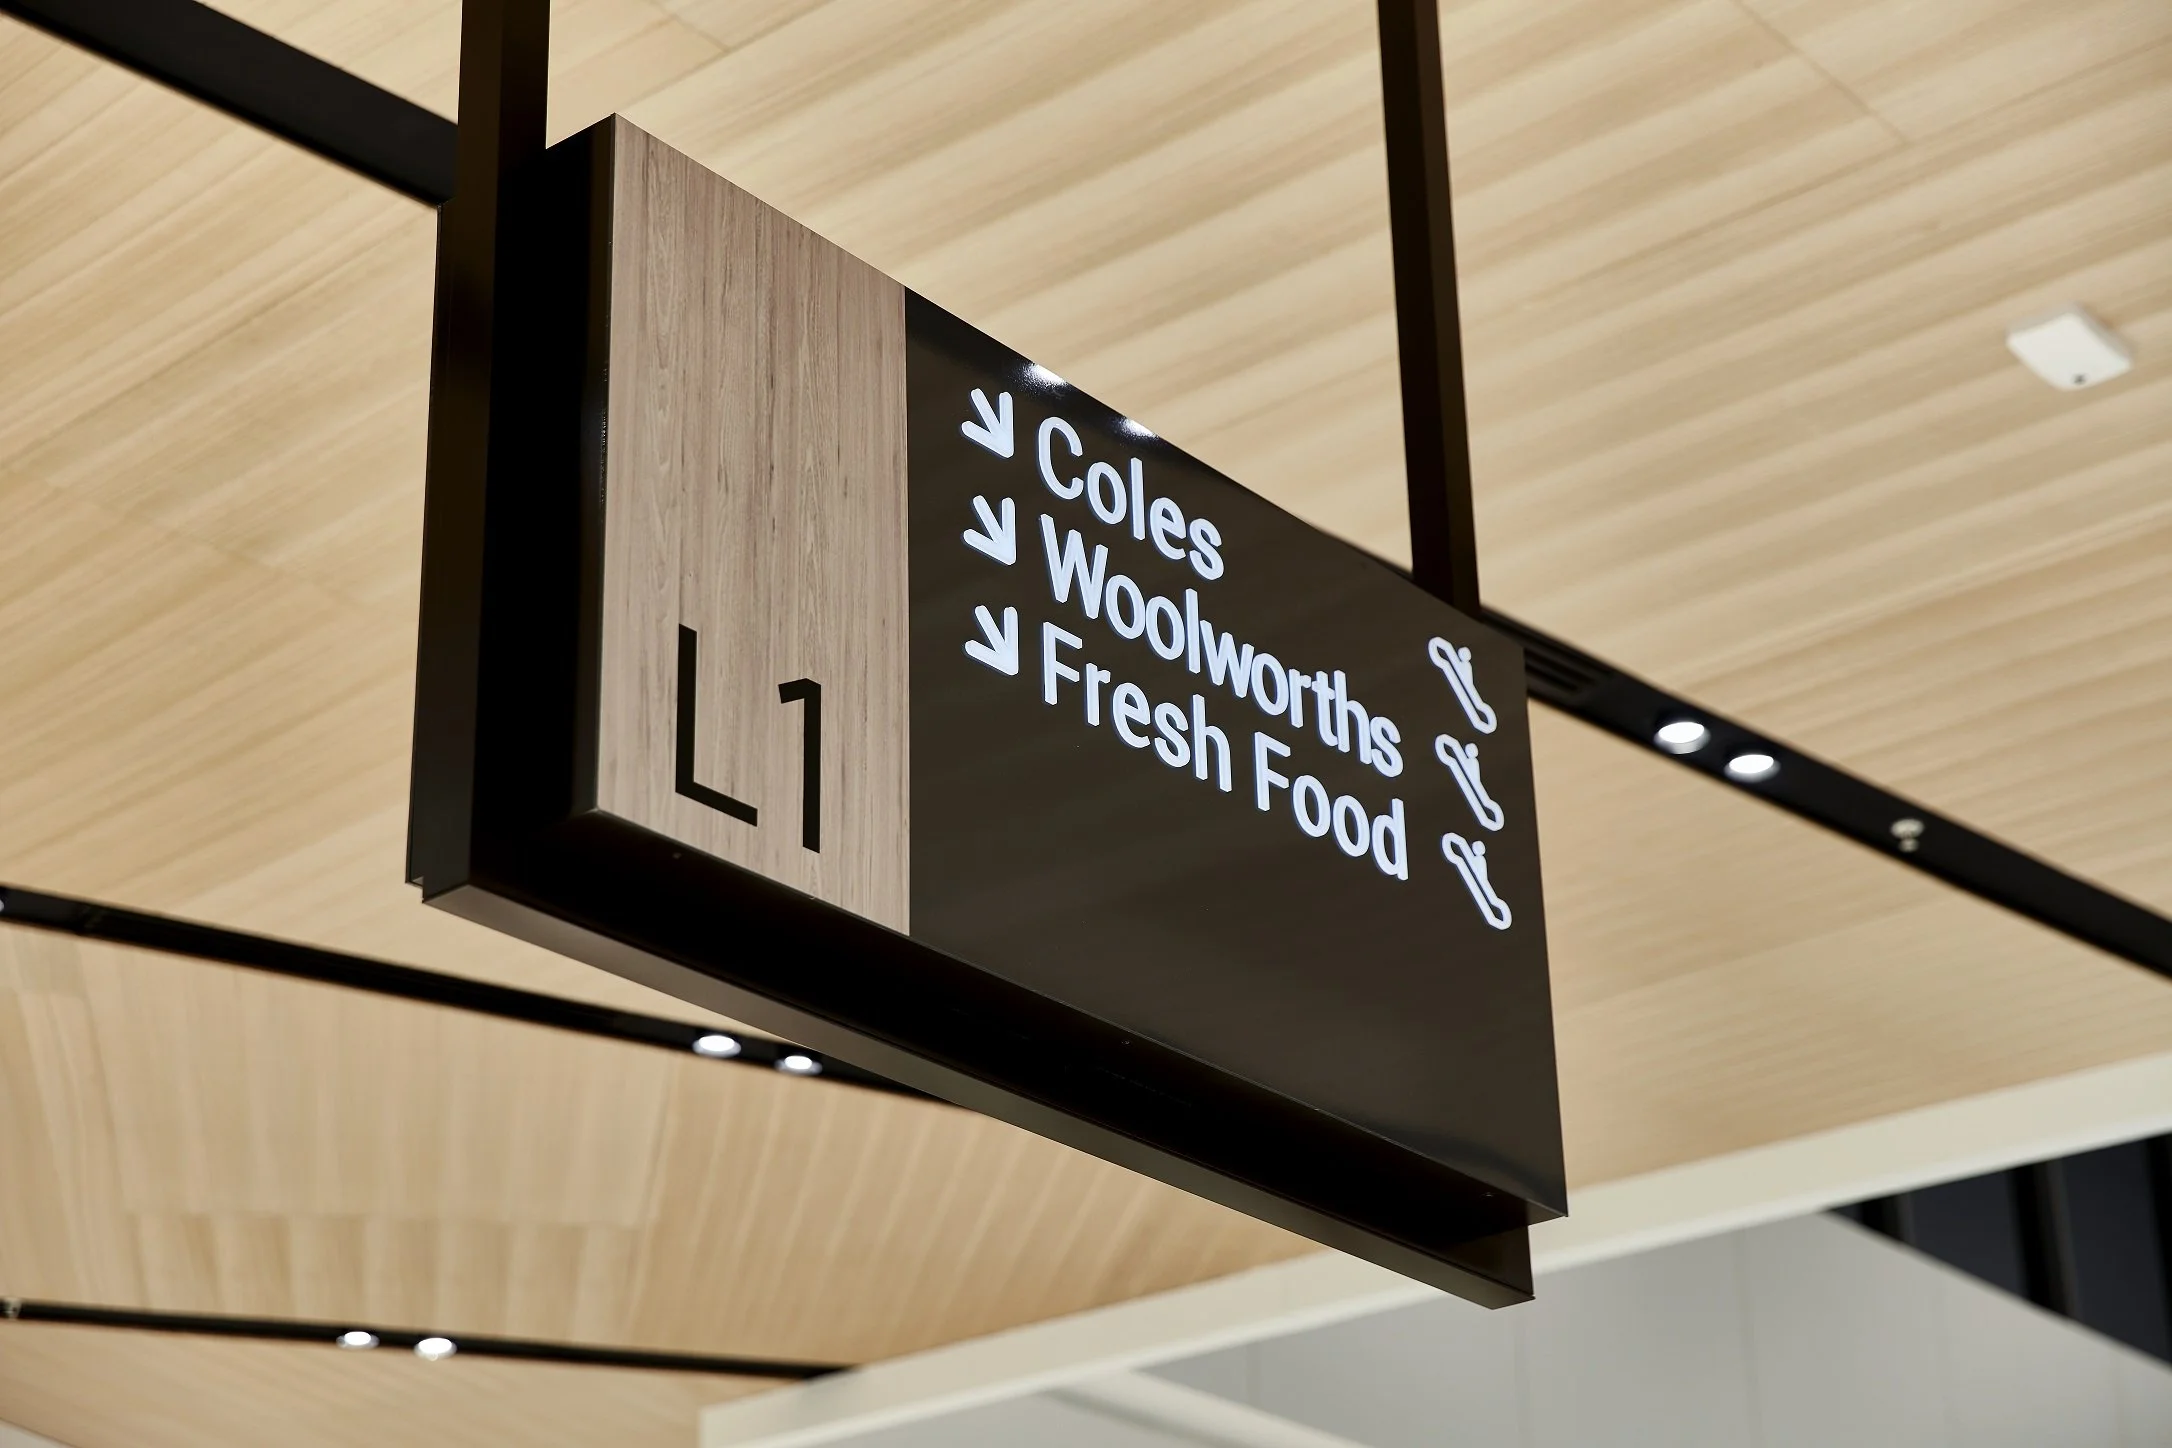 L1
↘ Coles
↘ Woolworths
↘ Fresh Food